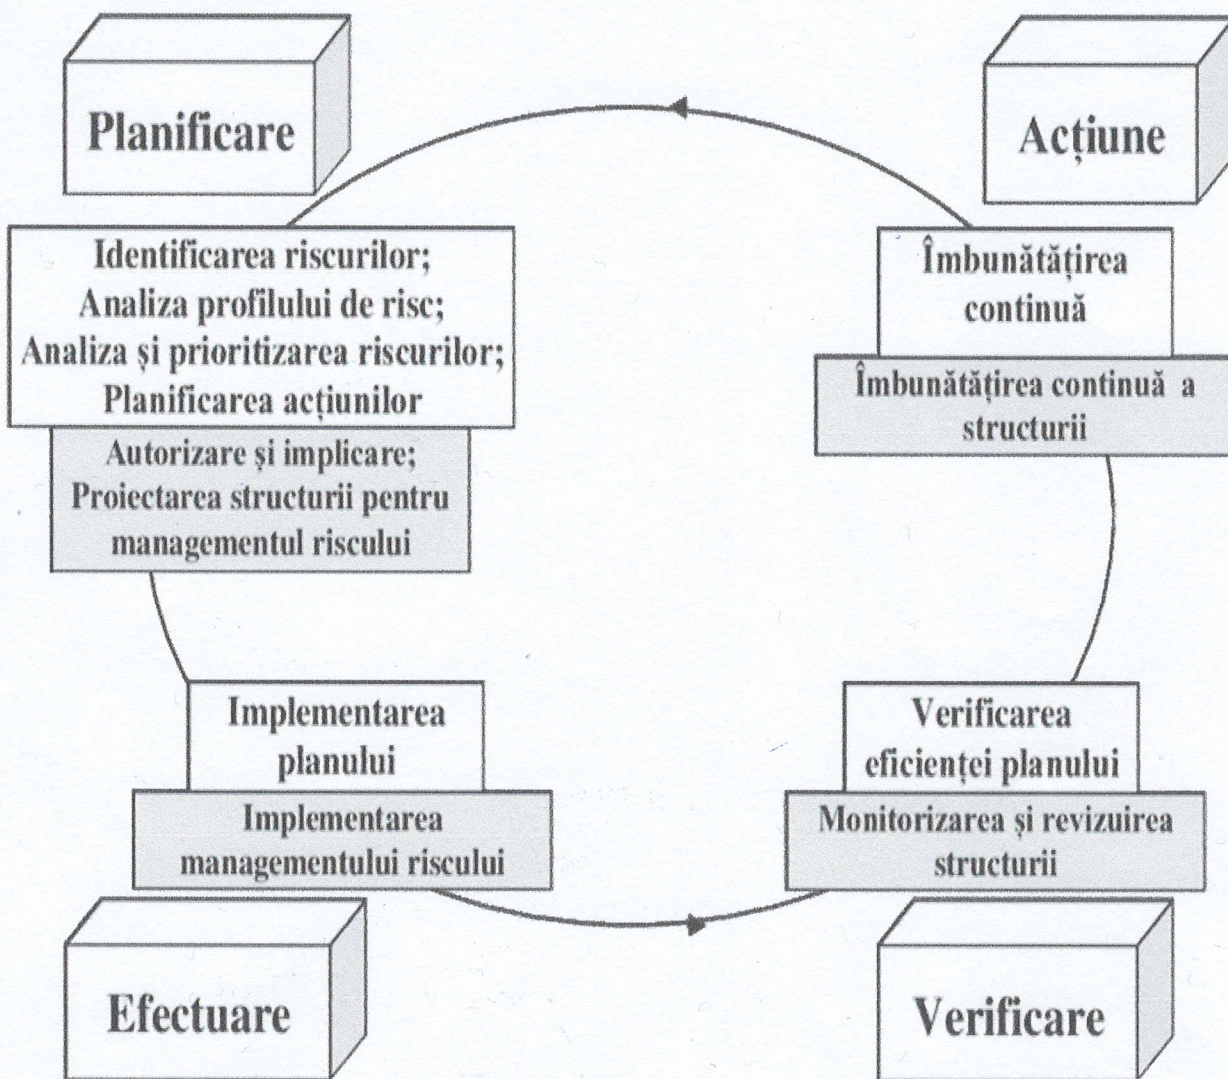 Planificare
Acțiune
Identificarea riscurilor;
Analiza profilului de risc;
Analiza și prioritizarea riscurilor;
Planificarea acțiunilor
Autorizare și implicare;
Proiectarea structurii pentru
managementul riscului
Îmbunătățirea
continuă
Îmbunătățirea continuă a
structurii
Implementarea
planului
Implementarea
managementului riscului
Verificarea
eficienței planului
Monitorizarea și revizuirea
structurii
Efectuare
Verificare